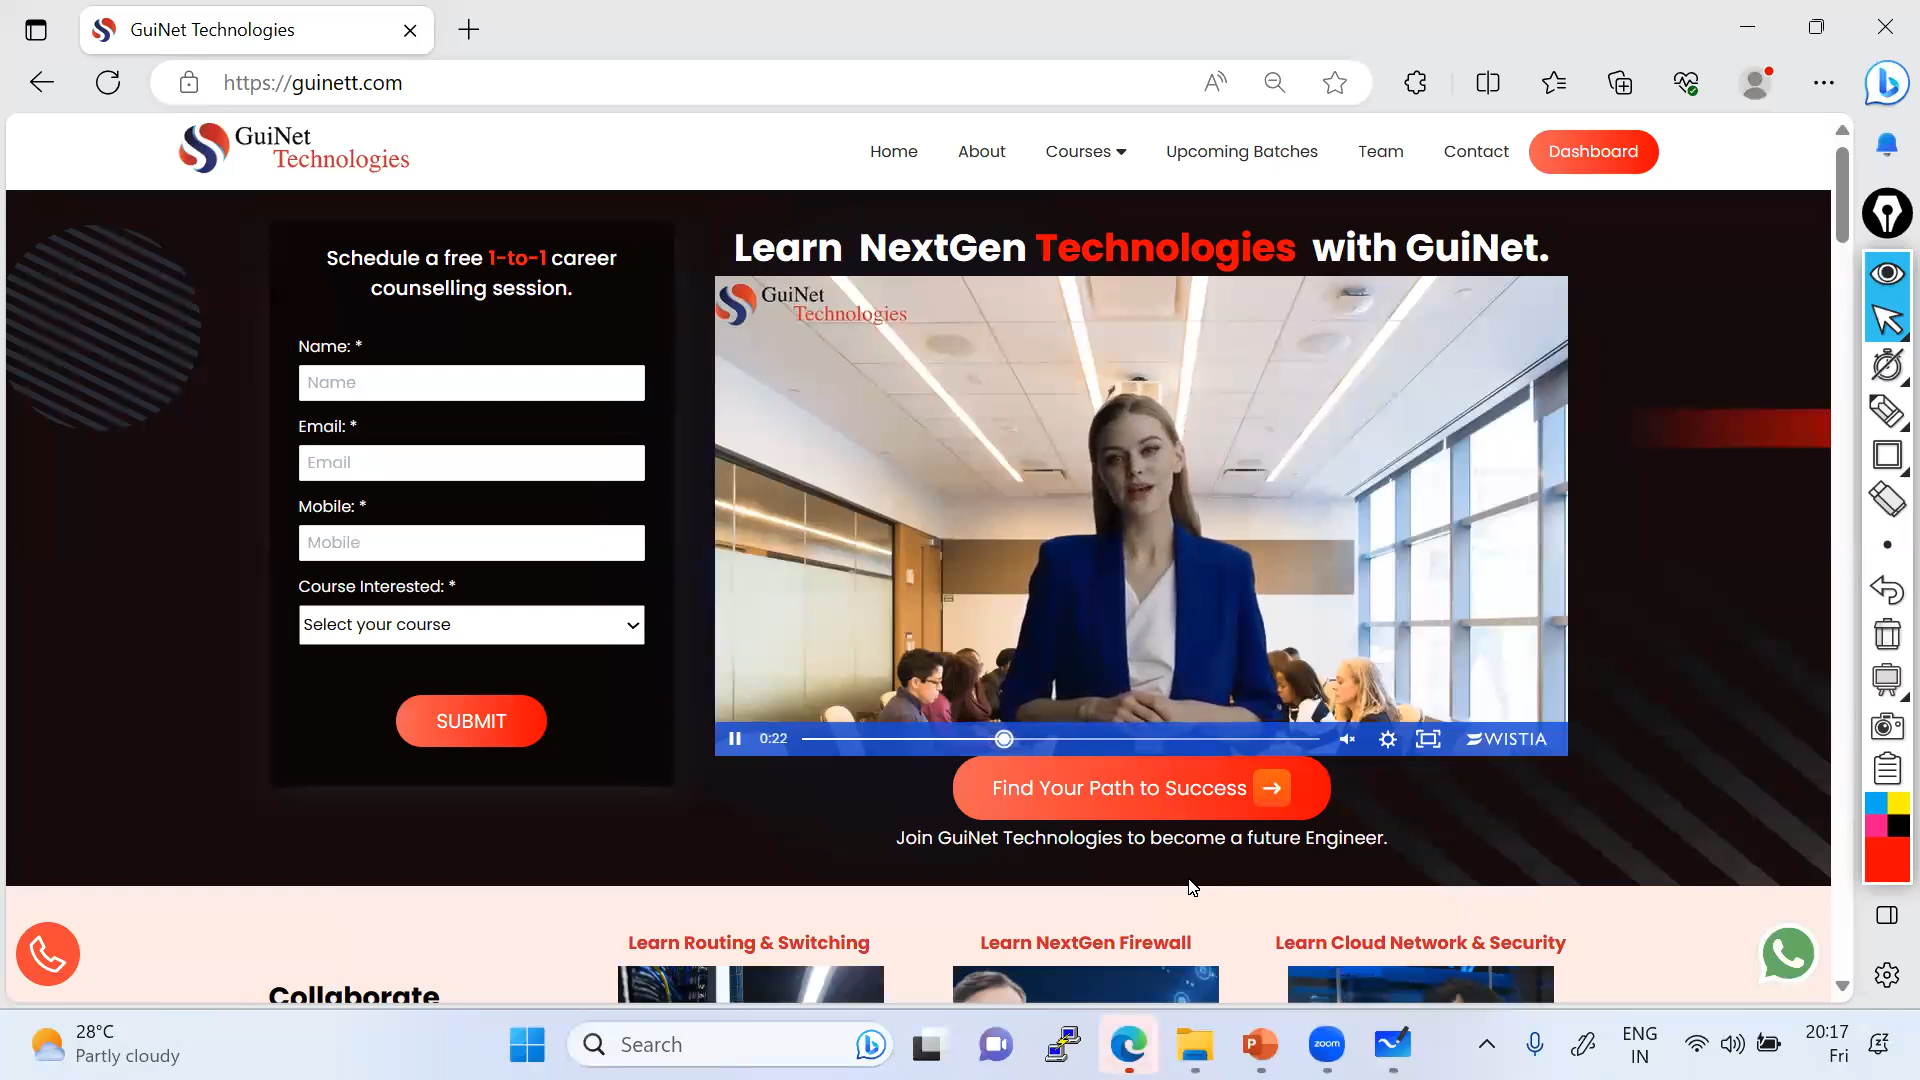 GuiNet Technologies
https://guinett.com
GuiNet
Technologies
Home
About
Courses
Upcoming Batches
Team
Contact
Dashboard
Schedule a free 1-to-1 career
counselling session.
Name: *
Name
Email: *
Email
Mobile: *
Mobile
Course Interested: *
Select your course
SUBMIT
Learn NextGen Technologies with GuiNet.
GuiNet
Technologies
0:22
WISTIA
Find Your Path to Success
Join GuiNet Technologies to become a future Engineer.
Collaborate
Learn Routing & Switching
Learn NextGen Firewall
Learn Cloud Network & Security
28°C
Partly cloudy
Search
zoom
ENG
IN
20:17
Fri